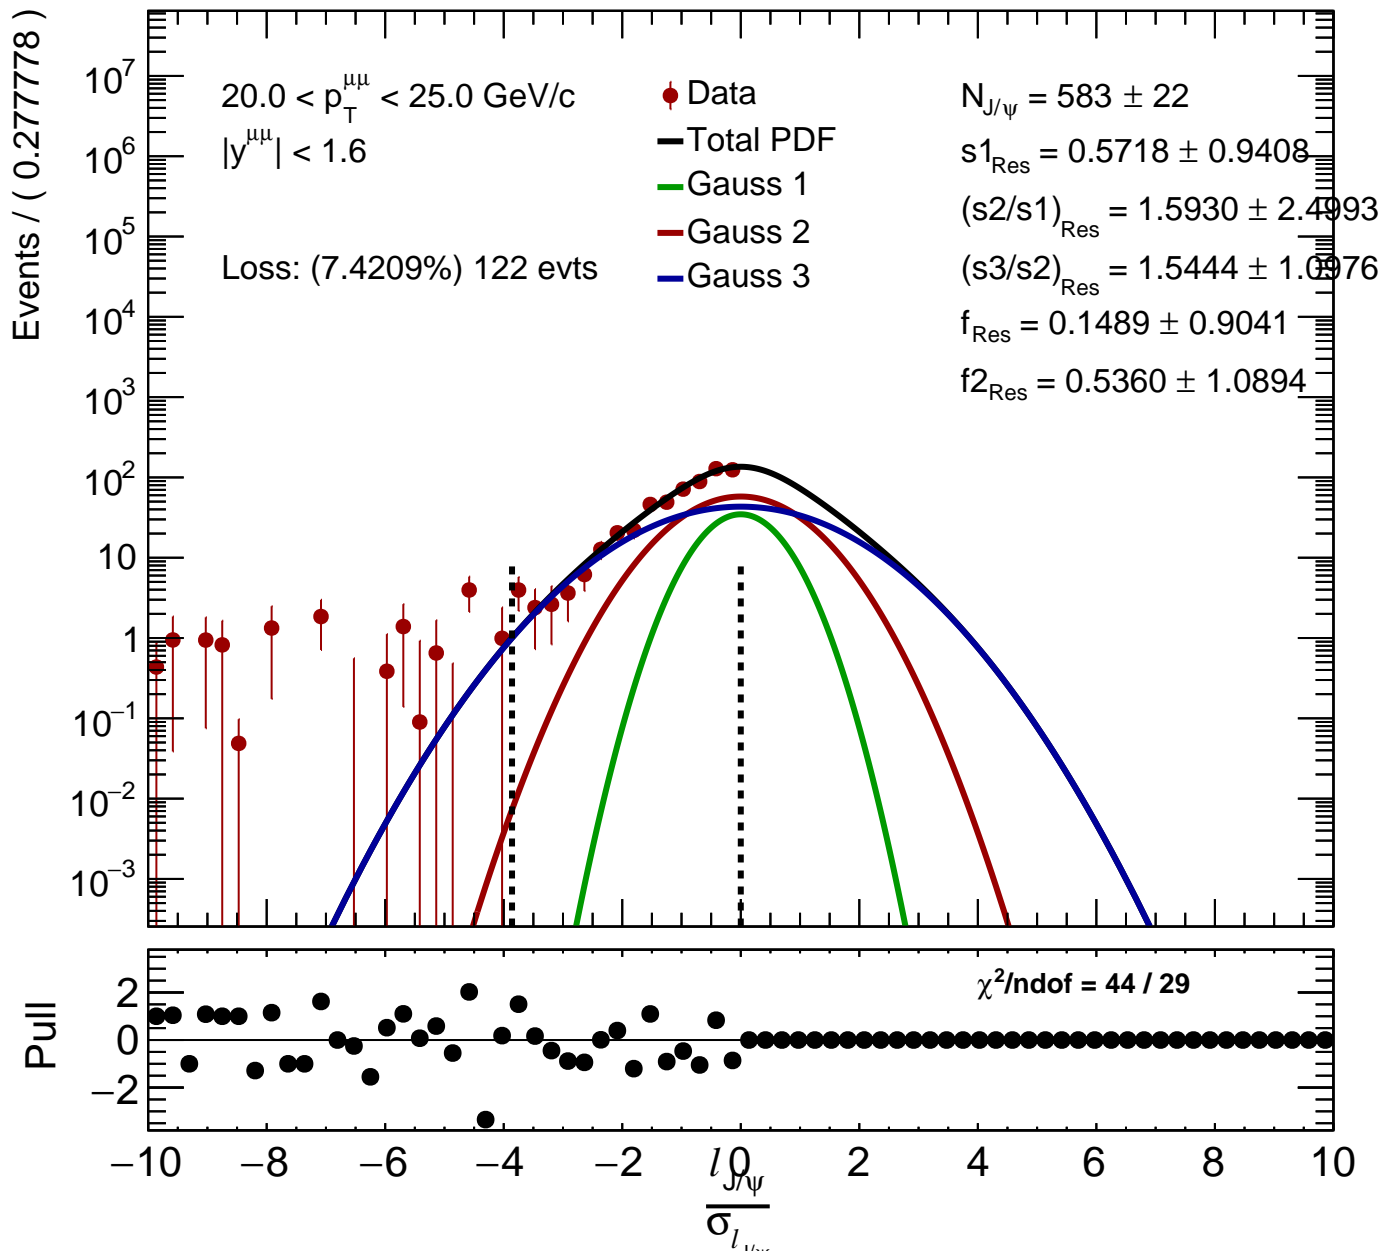 Events / ( 0.2777778 )
10^7
10^6
10^5
10^4
10^3
10^2
10
1
10^−1
10^−2
10^−3
20.0 < p_T^μμ < 25.0 GeV/c
|y^μμ| < 1.6
Loss: (7.4209%) 122 evts
Data
Total PDF
Gauss 1
Gauss 2
Gauss 3
N_J/ψ = 583 ± 22
s1_Res = 0.5718 ± 0.9408
(s2/s1)_Res = 1.5930 ± 2.4993
(s3/s2)_Res = 1.5444 ± 1.0976
f_Res = 0.1489 ± 0.9041
f2_Res = 0.5360 ± 1.0894
Pull
2
0
−2
χ²/ndof = 44 / 29
−10 −8 −6 −4 −2 0 2 4 6 8 10
l_J/ψ
σ_l_J/ψ